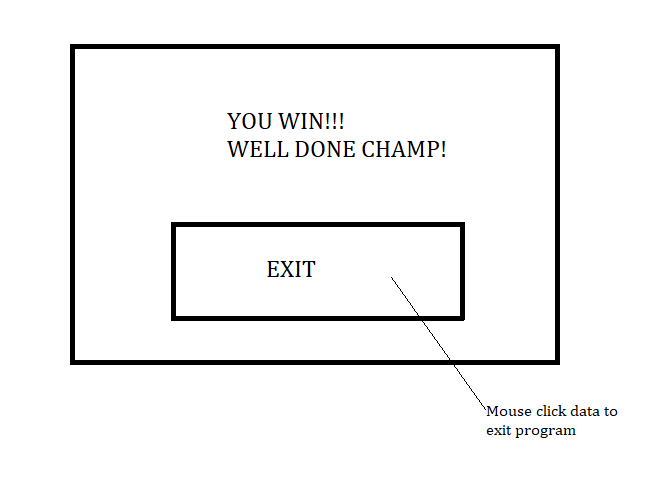 YOU WIN!!!
WELL DONE CHAMP!
EXIT
Mouse click data to
exit program